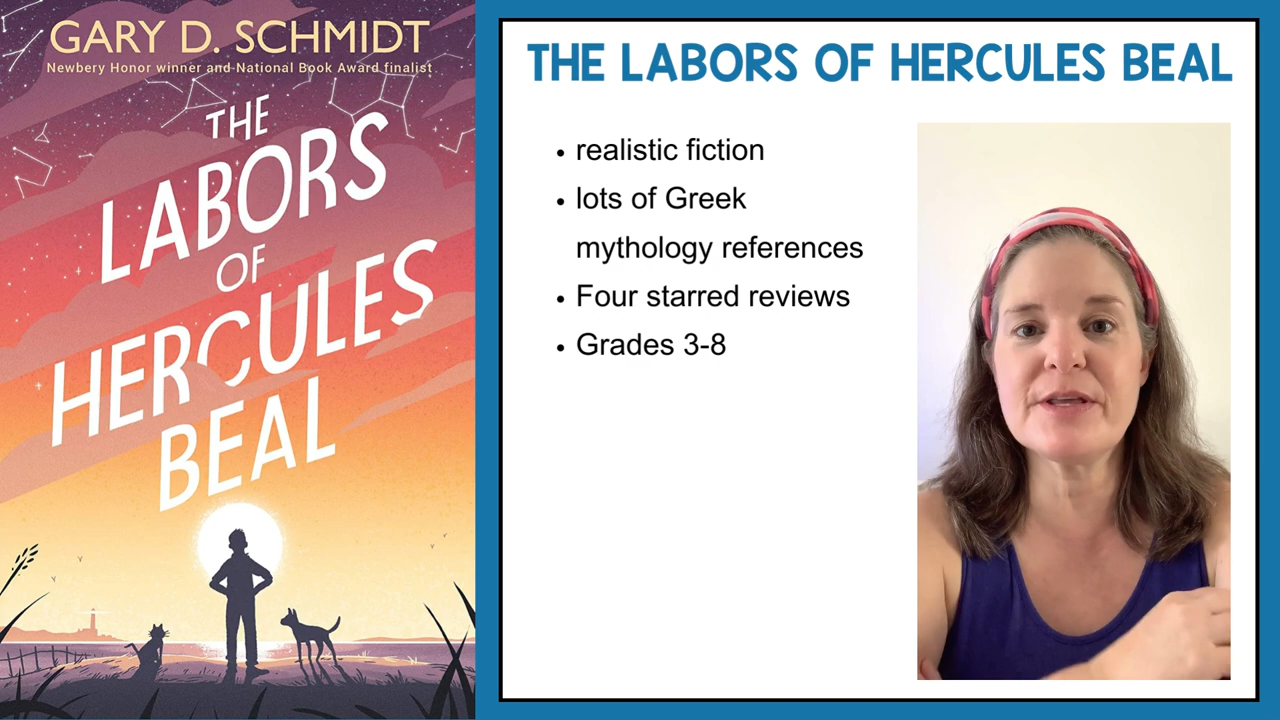 GARY D. SCHMIDT
Newbery Honor winner and National Book Award finalist
THE
LABORS
OF
HERCULES
BEAL
THE LABORS OF HERCULES BEAL
• realistic fiction
• lots of Greek
mythology references
• Four starred reviews
• Grades 3-8